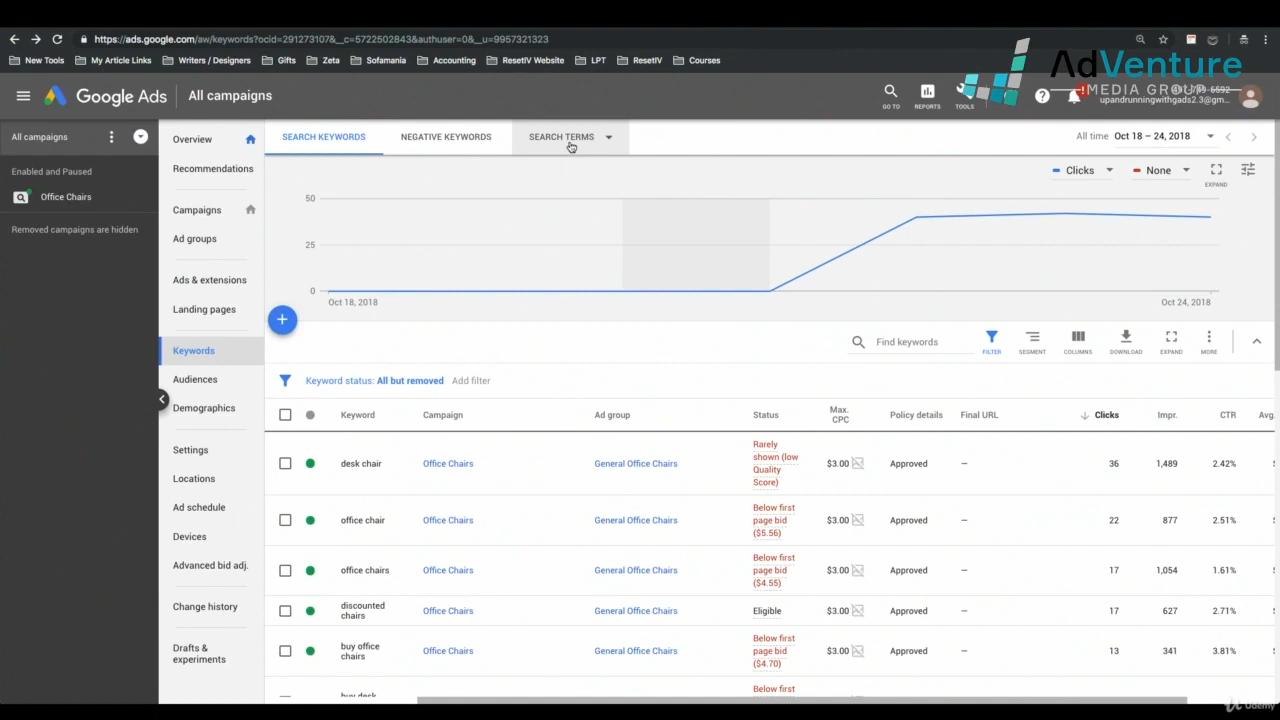 https://ads.google.com/aw/keywords?ocid=291273107&__c=5722502843&authuser=0&__u=9957321323
New Tools
My Article Links
Writers / Designers
Gifts
Zeta
Sofamania
Accounting
ResetIV Website
LPT
ResetIV
Courses
AdVenture
MEDIA GROUP
Google Ads
All campaigns
GO TO
REPORTS
TOOLS
upandrunningwithgads2.3@gm...
All campaigns
Enabled and Paused
Office Chairs
Removed campaigns are hidden
Overview
Recommendations
Campaigns
Ad groups
Ads & extensions
Landing pages
Keywords
Audiences
Demographics
Settings
Locations
Ad schedule
Devices
Advanced bid adj.
Change history
Drafts &
experiments
SEARCH KEYWORDS
NEGATIVE KEYWORDS
SEARCH TERMS
All time
Oct 18 – 24, 2018
Clicks
None
EXPAND
50
25
0
Oct 18, 2018
Oct 24, 2018
Find keywords
FILTER
SEGMENT
COLUMNS
DOWNLOAD
EXPAND
MORE
Keyword status: All but removed
Add filter
Keyword
Campaign
Ad group
Status
Max.
CPC
Policy details
Final URL
Clicks
Impr.
CTR
Avg.
desk chair
Office Chairs
General Office Chairs
Rarely
shown (low
Quality
Score)
$3.00
Approved
—
36
1,489
2.42%
office chair
Office Chairs
General Office Chairs
Below first
page bid
($5.56)
$3.00
Approved
—
22
877
2.51%
office chairs
Office Chairs
General Office Chairs
Below first
page bid
($4.55)
$3.00
Approved
—
17
1,054
1.61%
discounted
chairs
Office Chairs
General Office Chairs
Eligible
$3.00
Approved
—
17
627
2.71%
buy office
chairs
Office Chairs
General Office Chairs
Below first
page bid
($4.70)
$3.00
Approved
—
13
341
3.81%
buy desk
Below first
Udemy